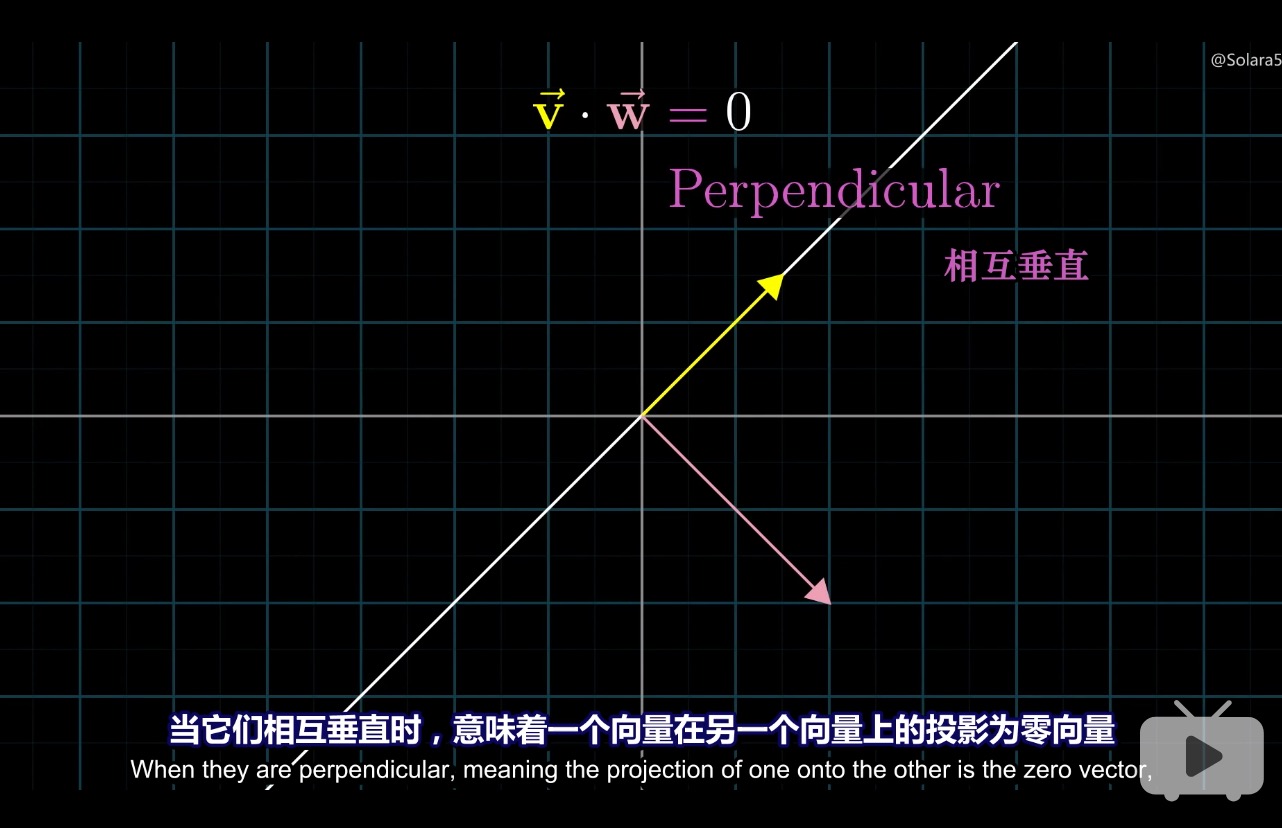 @Solara5
v⃗ · w⃗ = 0
Perpendicular
相互垂直
当它们相互垂直时，意味着一个向量在另一个向量上的投影为零向量
When they are perpendicular, meaning the projection of one onto the other is the zero vector,